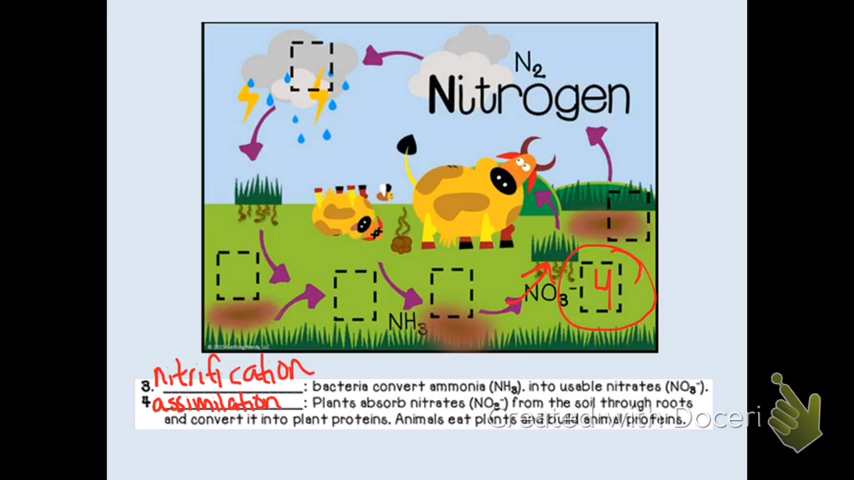 N2
Nitrogen
4
NO3-
NH3
nitrification
3. : bacteria convert ammonia (NH3). into usable nitrates (NO3-).
4 assimilation : Plants absorb nitrates (NO3-) from the soil through roots
and convert it into plant proteins. Animals eat plants and build animal proteins.
Created with Doceri